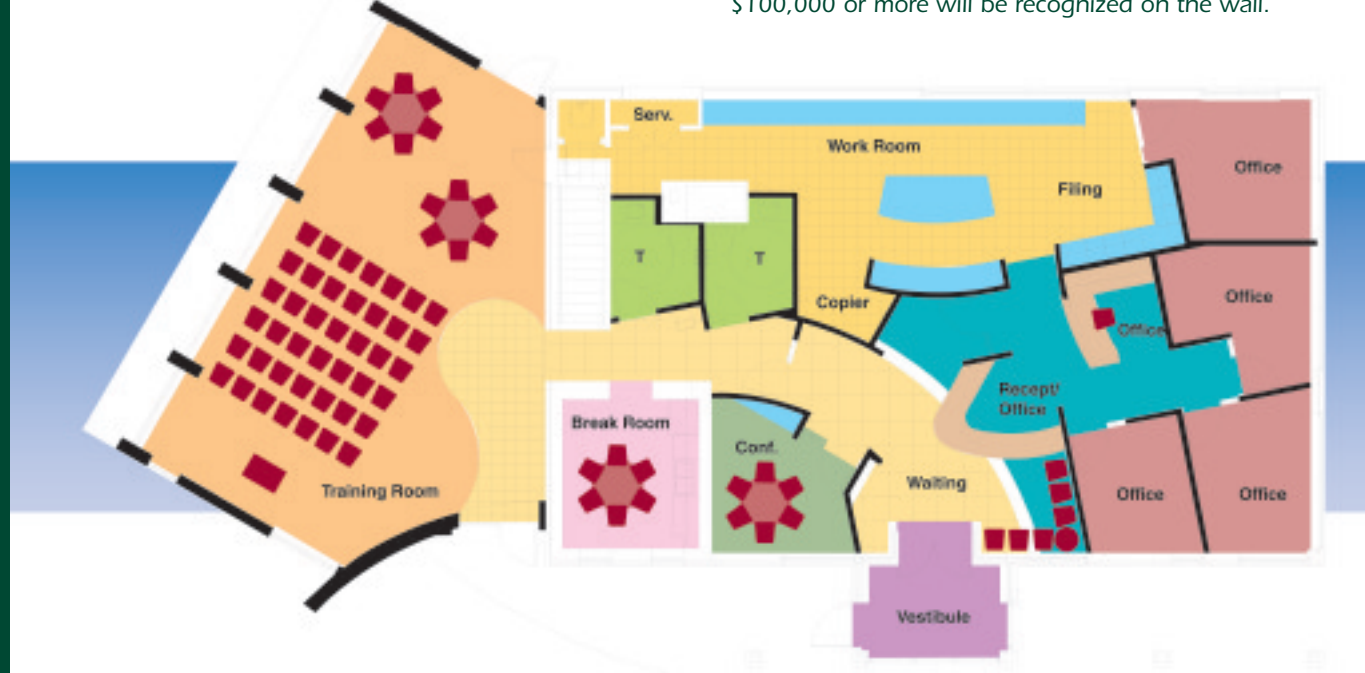 $100,000 or more will be recognized on the wall.
Serv.
Work Room
Office
Filing
T
T
Office
Copier
Office
Recept/
Office
Break Room
Conf.
Training Room
Waiting
Office
Office
Vestibule